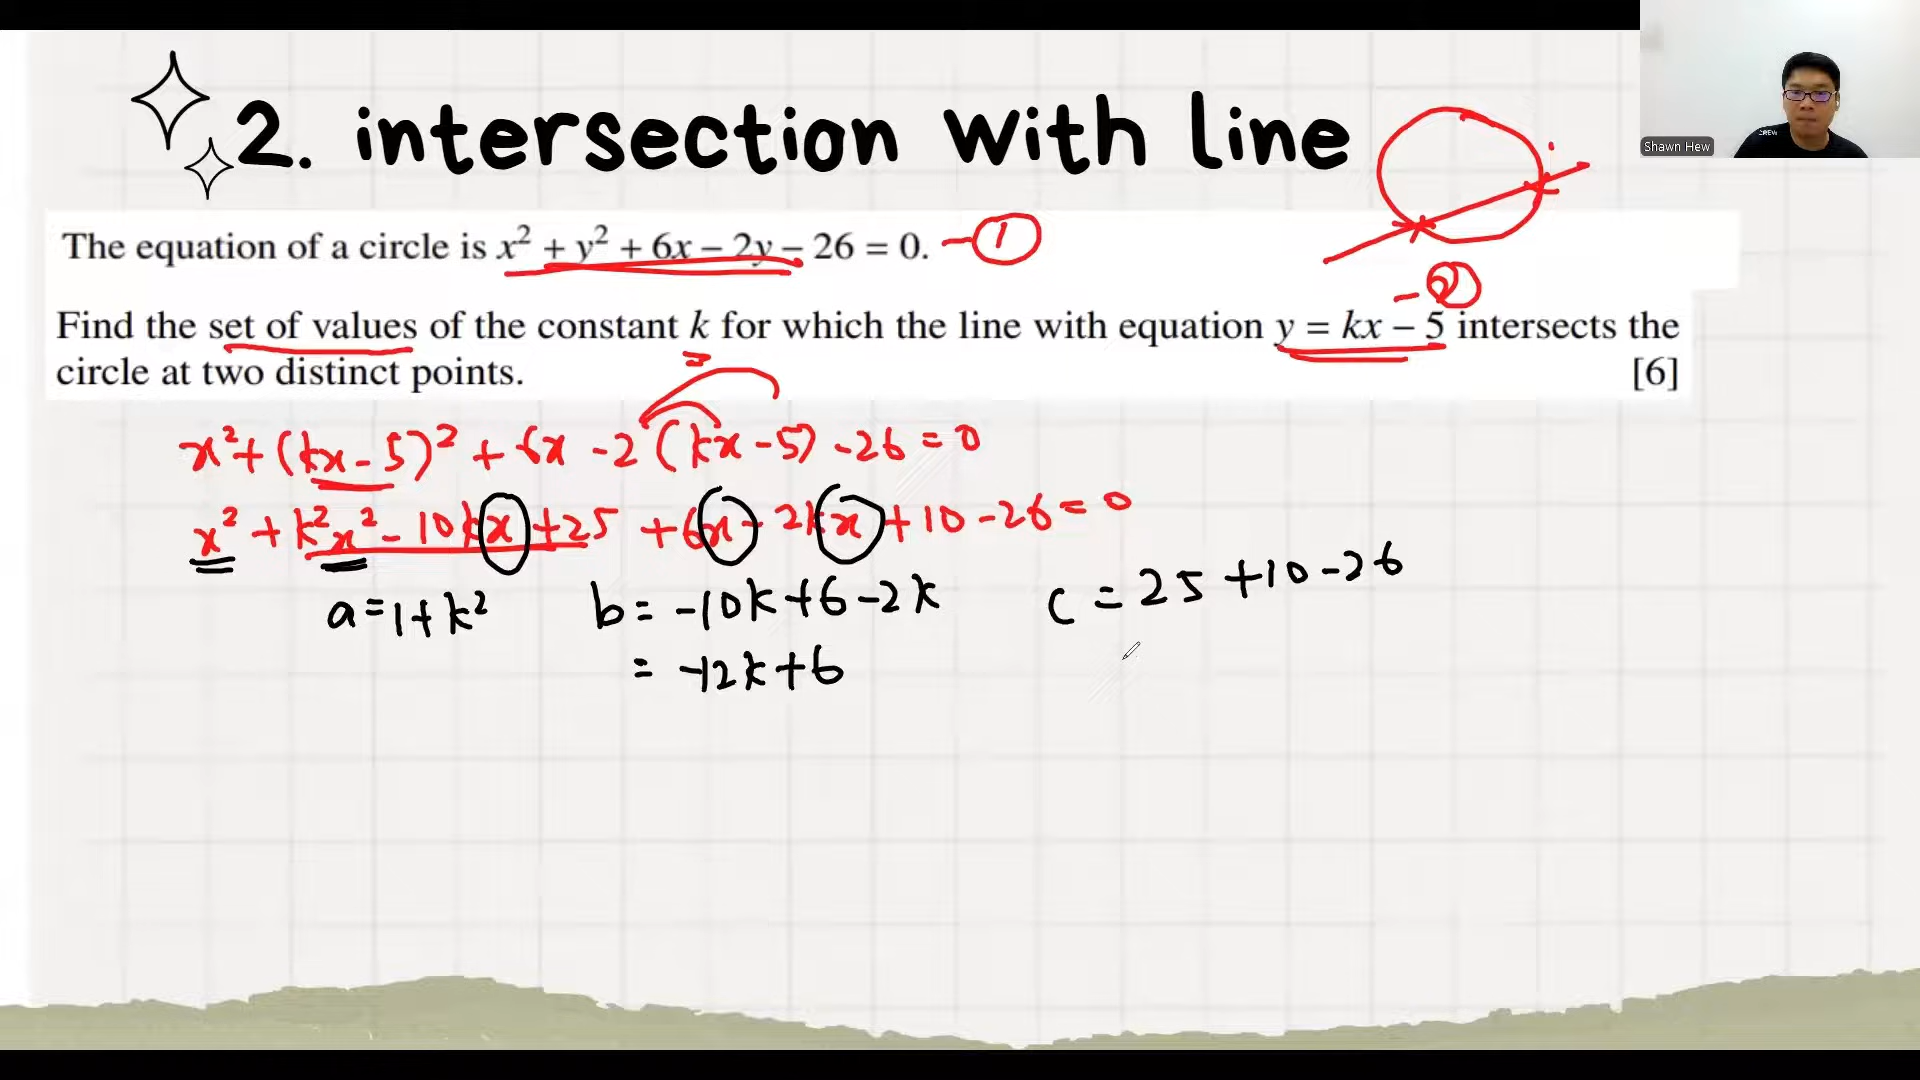 2. intersection with line
Shawn Hew
CREW
The equation of a circle is x² + y² + 6x − 2y − 26 = 0. — ①
— ②
Find the set of values of the constant k for which the line with equation y = kx − 5 intersects the
circle at two distinct points. [6]
x² + (kx − 5)² + 6x − 2 (kx − 5) − 26 = 0
x² + k²x² − 10kx + 25 + 6x − 2kx + 10 − 26 = 0
a = 1 + k² b = −10k + 6 − 2k c = 25 + 10 − 26
= −12k + 6